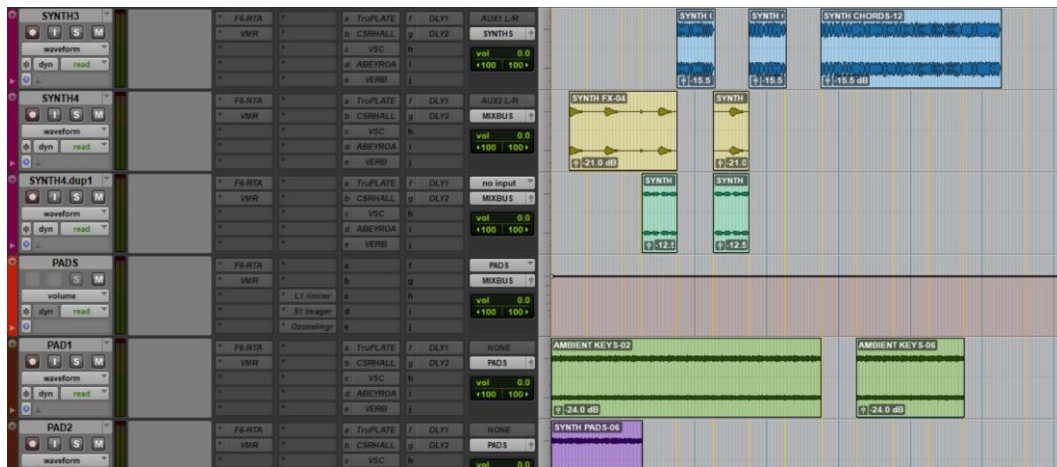 SYNTH3
I S M
waveform
dyn read
F6-RTA
VMR
a TruPLATE f DLY1
b CSRHALL g DLY2
c VSC h
d ABEYROA i
e VERB j
AUX1 L/R
SYNTHS
vol 0.0
100 100
SYNTH C
-15.5
SYNTH C
-15.5
SYNTH CHORDS-12
-15.5 dB
SYNTH4
I S M
waveform
dyn read
F6-RTA
VMR
a TruPLATE f DLY1
b CSRHALL g DLY2
c VSC h
d ABEYROA i
e VERB j
AUX2 L/R
MIXBUS
vol 0.0
100 100
SYNTH FX-04
-21.0 dB
SYNTH
-21.0
SYNTH4.dup1
I S M
waveform
dyn read
F6-RTA
VMR
a TruPLATE f DLY1
b CSRHALL g DLY2
c VSC h
d ABEYROA i
e VERB j
no input
MIXBUS
vol 0.0
100 100
SYNTH
-12.5
SYNTH
-12.5
PADS
S M
volume
dyn read
F6-RTA
VMR
L1 limiter
S1 Imager
OzoneImgr
a f
b g
c h
d i
e j
PADS
MIXBUS
vol 0.0
100 100
PAD1
I S M
waveform
dyn read
F6-RTA
VMR
a TruPLATE f DLY1
b CSRHALL g DLY2
c VSC h
d ABEYROA i
e VERB j
NONE
PADS
vol 0.0
100 100
AMBIENT KEYS-02
-24.0 dB
AMBIENT KEYS-06
-24.0 dB
PAD2
I S M
waveform
F6-RTA
VMR
a TruPLATE f DLY1
b CSRHALL g DLY2
c VSC h
NONE
PADS
vol 0.0
SYNTH PADS-06